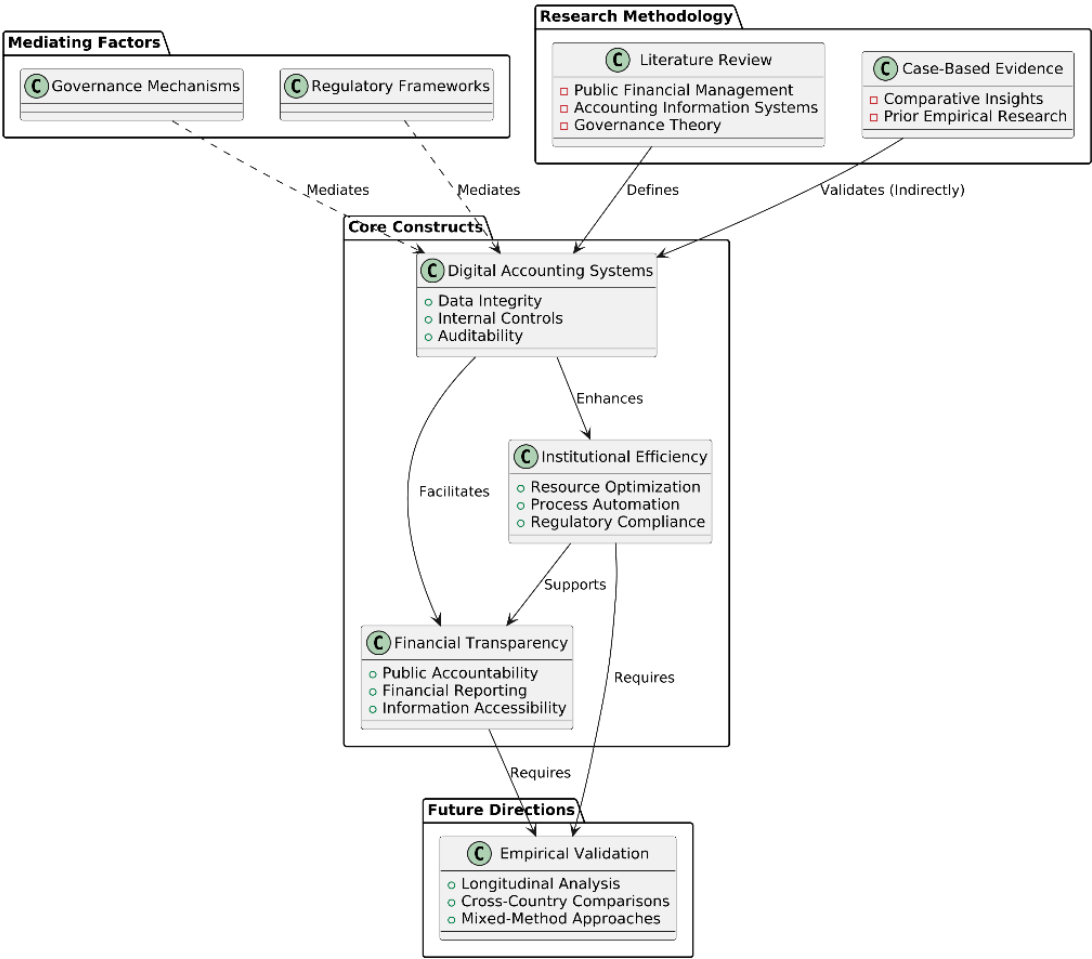 Mediating Factors
C Governance Mechanisms
C Regulatory Frameworks
Research Methodology
C Literature Review
Public Financial Management
Accounting Information Systems
Governance Theory
C Case-Based Evidence
Comparative Insights
Prior Empirical Research
Mediates
Mediates
Defines
Validates (Indirectly)
Core Constructs
C Digital Accounting Systems
Data Integrity
Internal Controls
Auditability
Enhances
C Institutional Efficiency
Resource Optimization
Process Automation
Regulatory Compliance
Facilitates
Supports
C Financial Transparency
Public Accountability
Financial Reporting
Information Accessibility
Requires
Requires
Future Directions
C Empirical Validation
Longitudinal Analysis
Cross-Country Comparisons
Mixed-Method Approaches